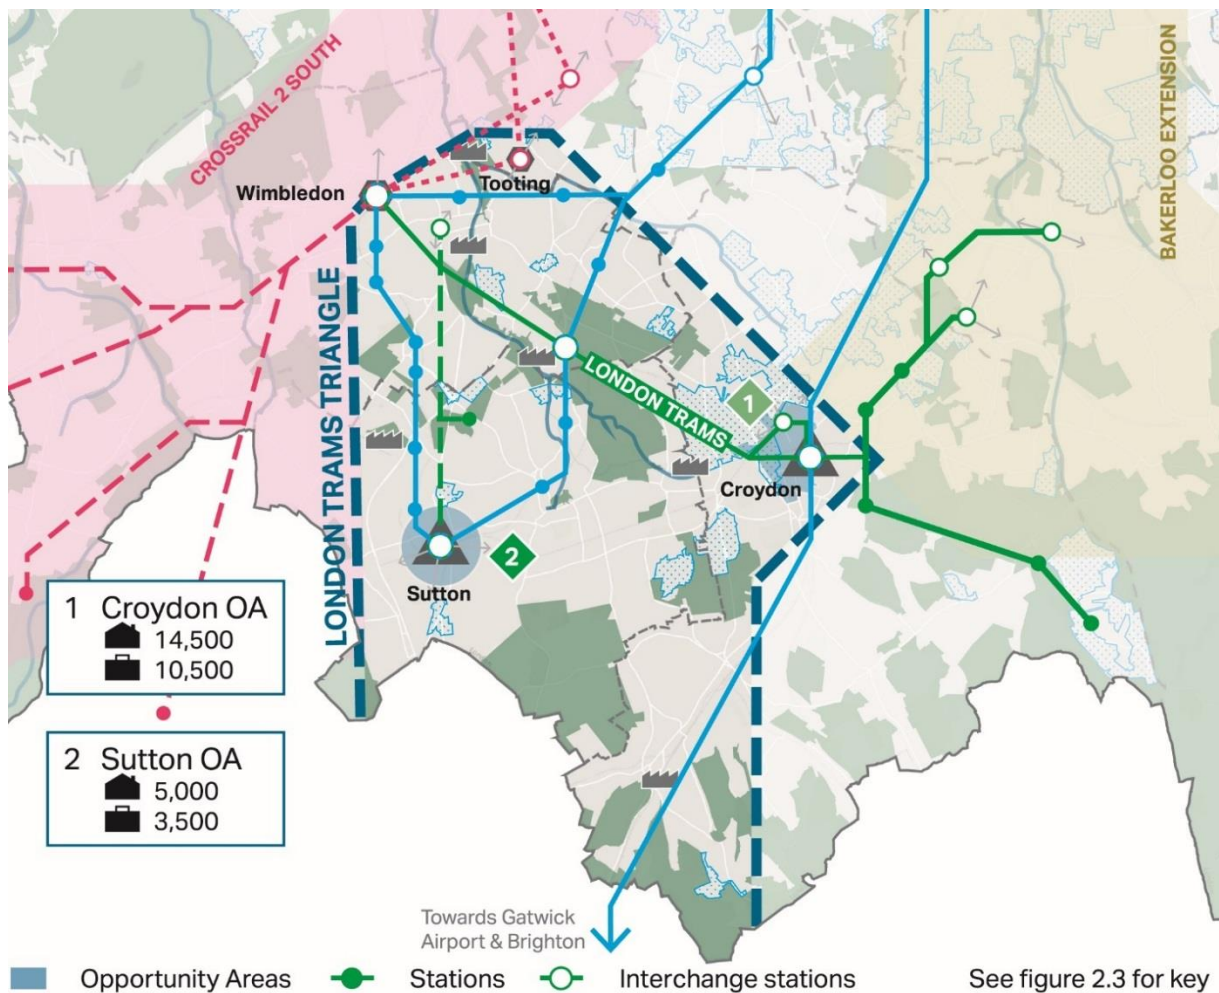 CROSSRAIL 2 SOUTH
BAKERLOO EXTENSION
Wimbledon
Tooting
LONDON TRAMS TRIANGLE
LONDON TRAMS
1
Croydon
2
Sutton
1 Croydon OA
14,500
10,500
2 Sutton OA
5,000
3,500
Towards Gatwick
Airport & Brighton
Opportunity Areas
Stations
Interchange stations
See figure 2.3 for key